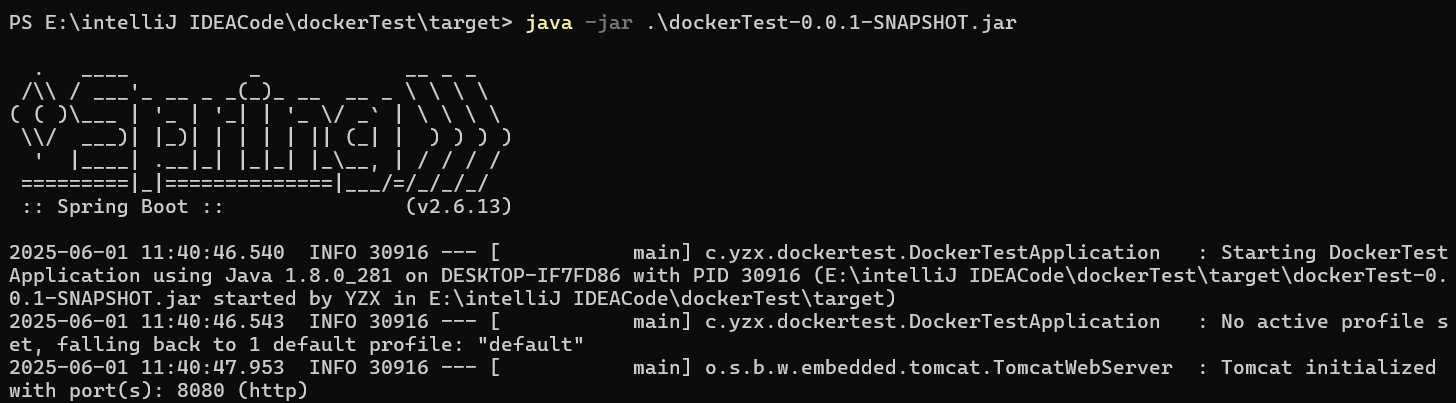 PS E:\intelliJ IDEACode\dockerTest\target> java -jar .\dockerTest-0.0.1-SNAPSHOT.jar

  .   ____          _            __ _ _
 /\\ / ___'_ __ _ _(_)_ __  __ _ \ \ \ \
( ( )\___ | '_ | '_| | '_ \/ _` | \ \ \ \
 \\/  ___)| |_)| | | | | || (_| |  ) ) ) )
  '  |____| .__|_| |_|_| |_\__, | / / / /
 =========|_|==============|___/=/_/_/_/
 :: Spring Boot ::               (v2.6.13)

2025-06-01 11:40:46.540  INFO 30916 --- [           main] c.yzx.dockertest.DockerTestApplication   : Starting DockerTest
Application using Java 1.8.0_281 on DESKTOP-IF7FD86 with PID 30916 (E:\intelliJ IDEACode\dockerTest\target\dockerTest-0.
0.1-SNAPSHOT.jar started by YZX in E:\intelliJ IDEACode\dockerTest\target)
2025-06-01 11:40:46.543  INFO 30916 --- [           main] c.yzx.dockertest.DockerTestApplication   : No active profile s
et, falling back to 1 default profile: "default"
2025-06-01 11:40:47.953  INFO 30916 --- [           main] o.s.b.w.embedded.tomcat.TomcatWebServer  : Tomcat initialized
with port(s): 8080 (http)